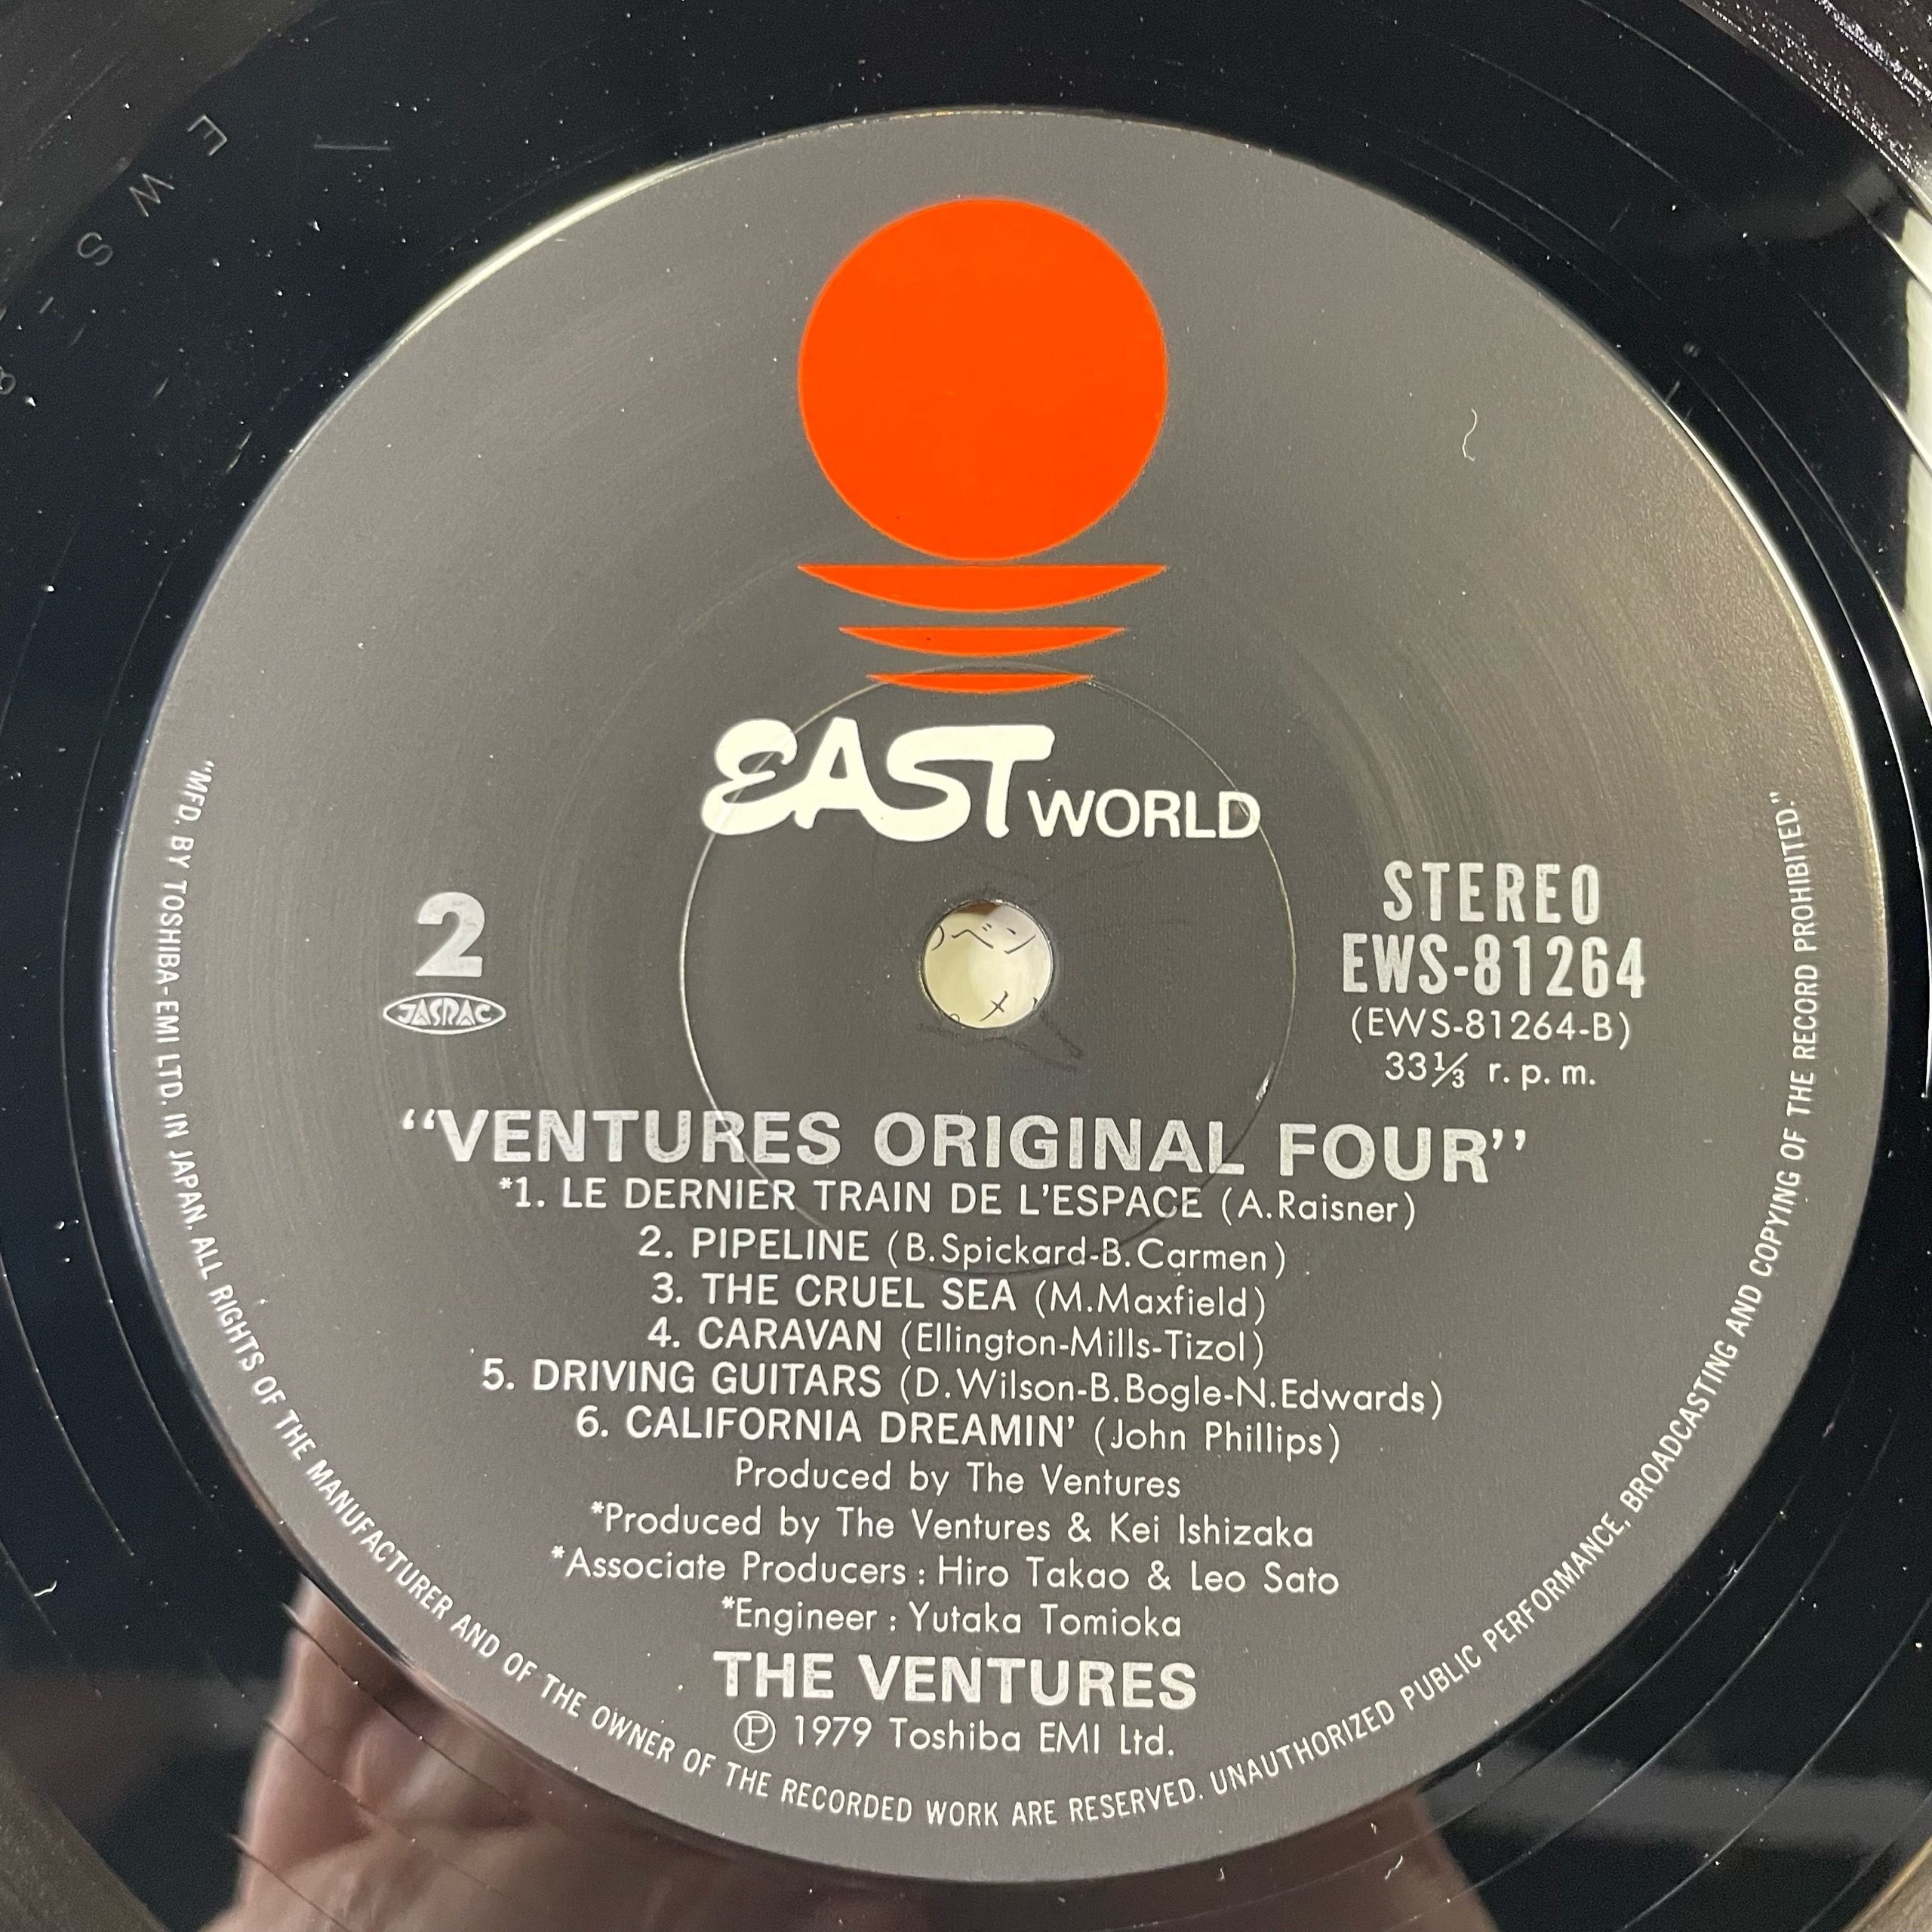 EWS-8
EAST WORLD
2
JASRAC
STEREO
EWS-81264
(EWS-81264-B)
33⅓ r.p.m.
“VENTURES ORIGINAL FOUR”
*1. LE DERNIER TRAIN DE L'ESPACE (A.Raisner)
2. PIPELINE (B.Spickard-B.Carmen)
3. THE CRUEL SEA (M.Maxfield)
4. CARAVAN (Ellington-Mills-Tizol)
5. DRIVING GUITARS (D.Wilson-B.Bogle-N.Edwards)
6. CALIFORNIA DREAMIN' (John Phillips)
Produced by The Ventures
*Produced by The Ventures & Kei Ishizaka
*Associate Producers : Hiro Takao & Leo Sato
*Engineer : Yutaka Tomioka
THE VENTURES
Ⓟ 1979 Toshiba EMI Ltd.
“MFD. BY TOSHIBA-EMI LTD. IN JAPAN. ALL RIGHTS OF THE MANUFACTURER AND OF THE OWNER OF THE RECORDED WORK ARE RESERVED. UNAUTHORIZED PUBLIC PERFORMANCE, BROADCASTING AND COPYING OF THE RECORD PROHIBITED.”